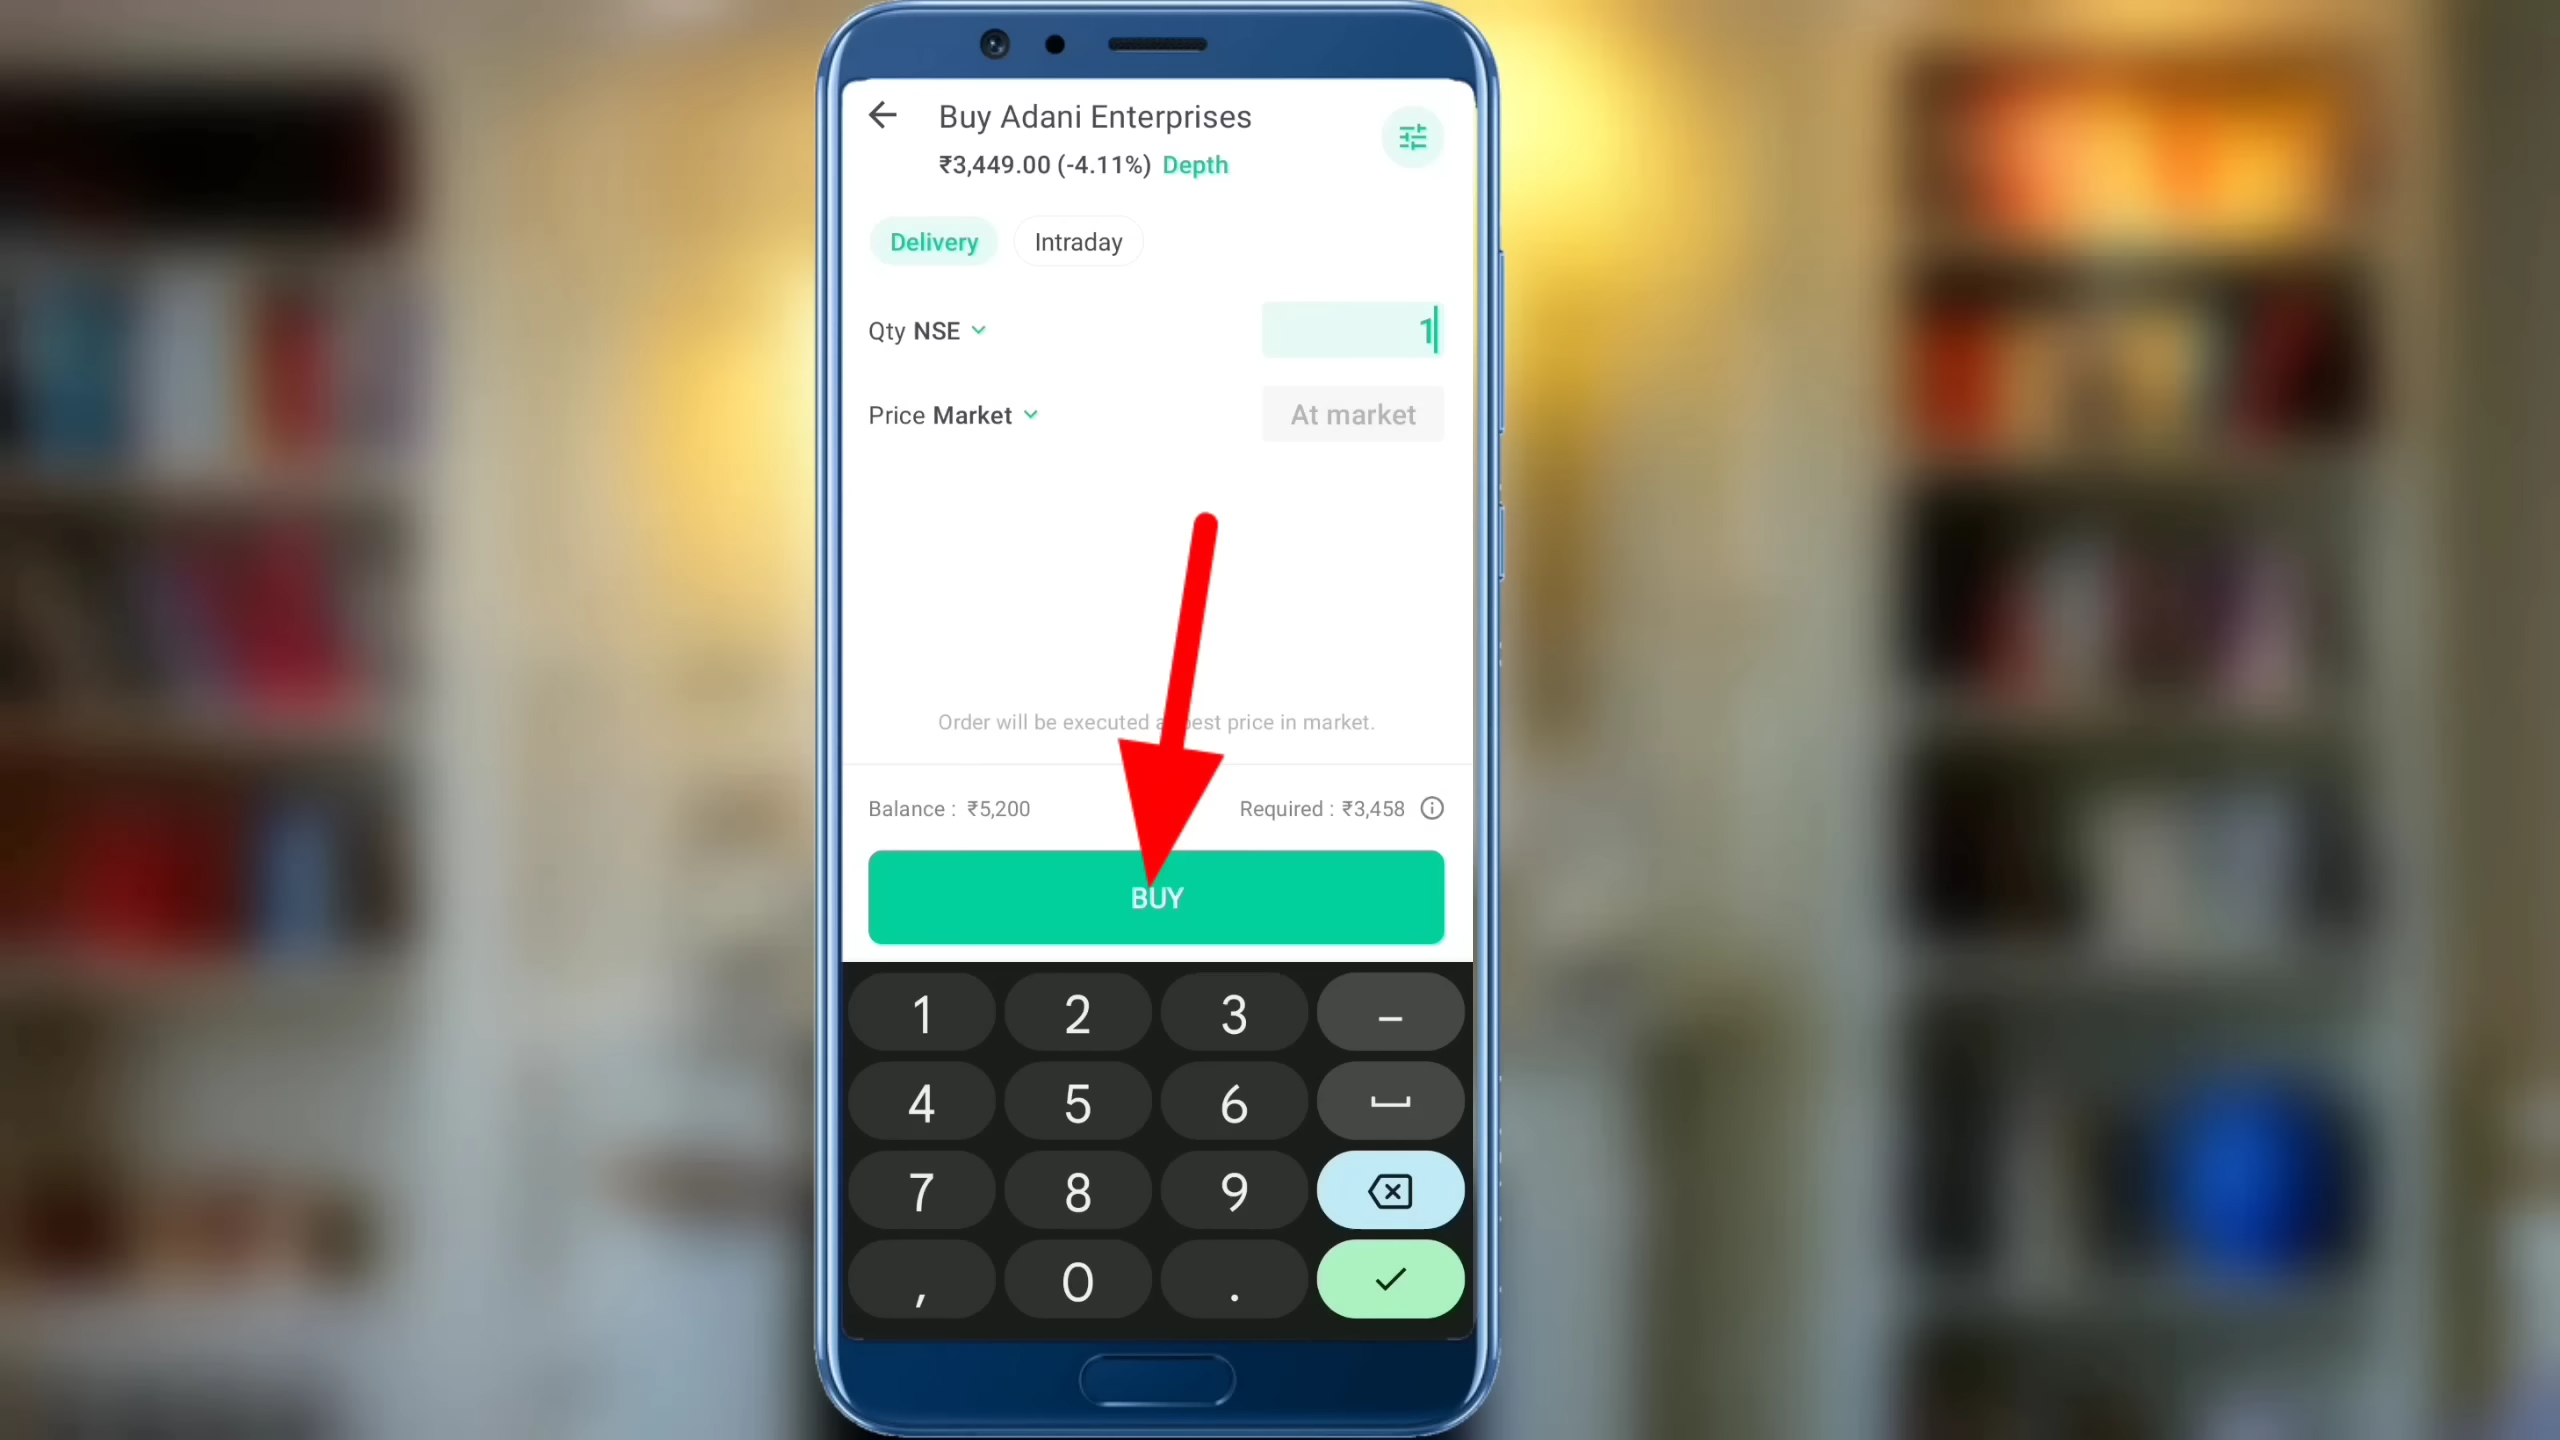 Buy Adani Enterprises
₹3,449.00 (-4.11%) Depth
Delivery Intraday
Qty NSE 1
Price Market At market
Order will be executed best price in market.
Balance : ₹5,200 Required : ₹3,458
BUY
1 2 3 –
4 5 6
7 8 9
, 0 .